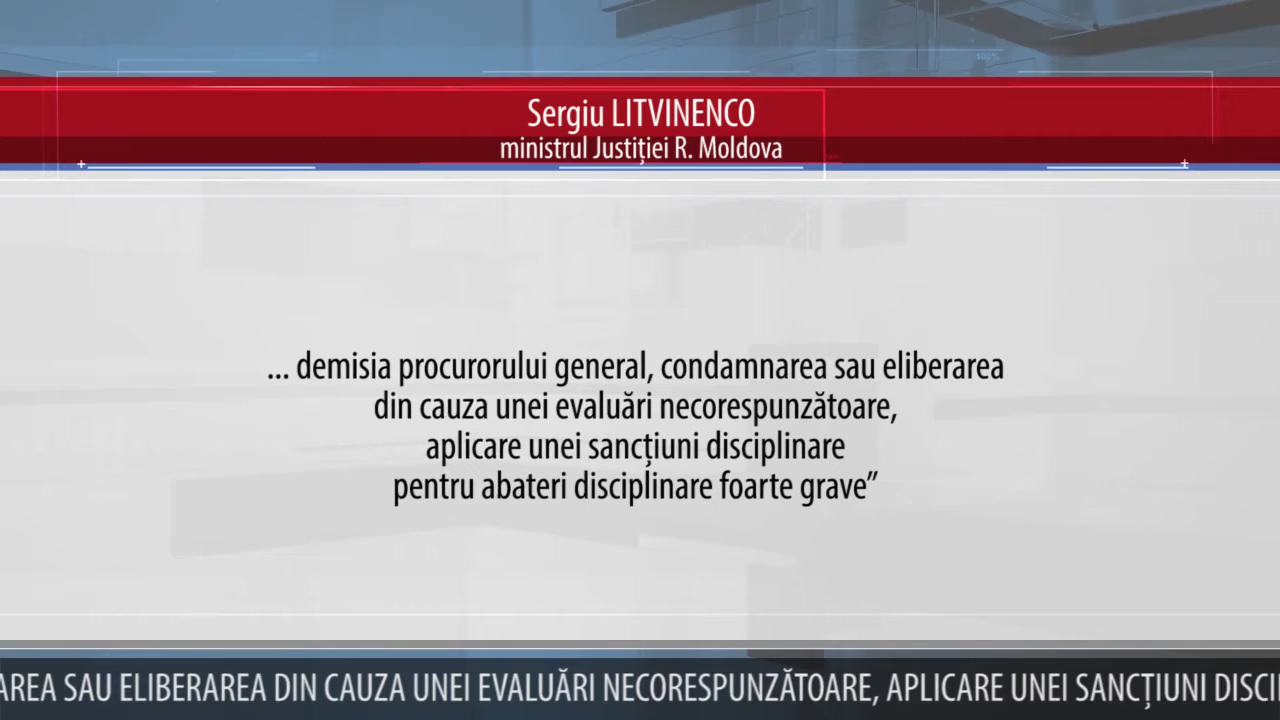 100%
Sergiu LITVINENCO
ministrul Justiției R. Moldova
... demisia procurorului general, condamnarea sau eliberarea
din cauza unei evaluări necorespunzătoare,
aplicare unei sancțiuni disciplinare
pentru abateri disciplinare foarte grave”
AREA SAU ELIBERAREA DIN CAUZA UNEI EVALUĂRI NECORESPUNZĂTOARE, APLICARE UNEI SANCȚIUNI DISCI